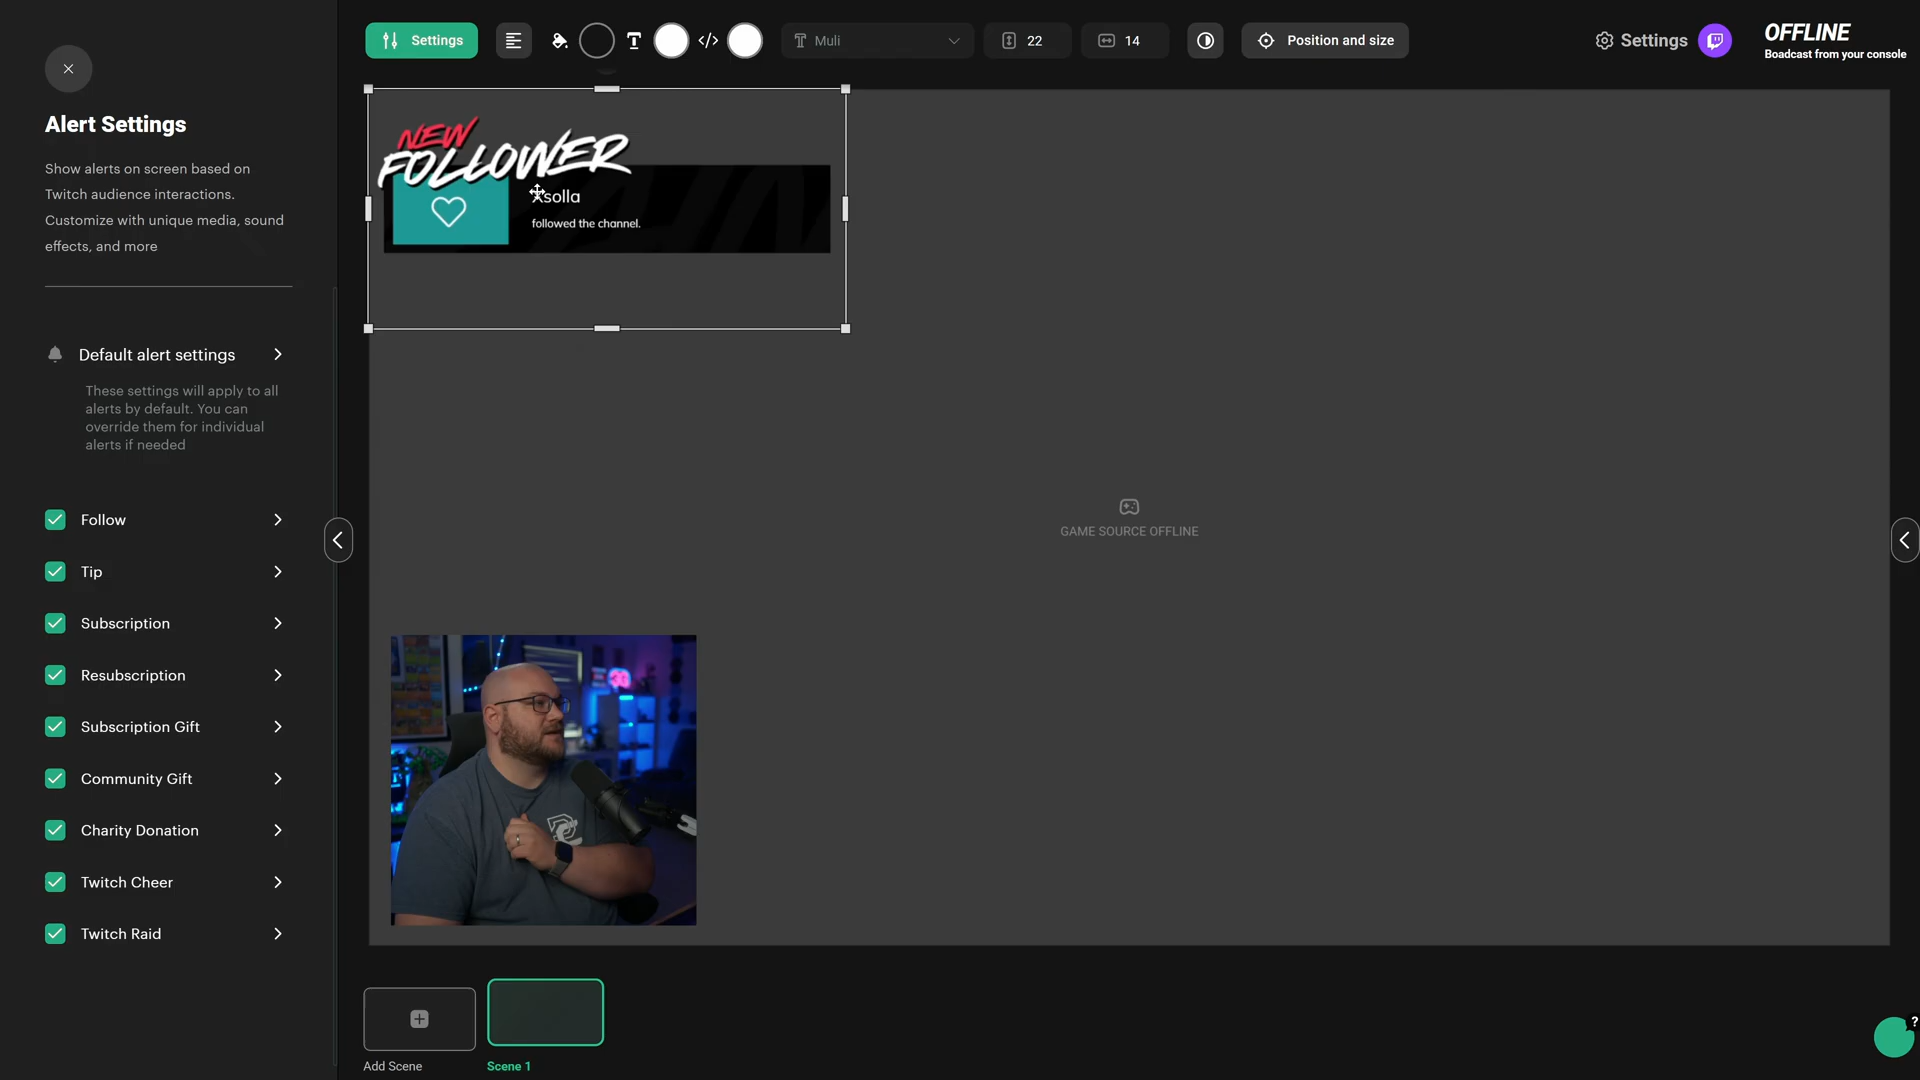 Settings
Muli
22
14
Position and size
Settings
OFFLINE
Boadcast from your console
Alert Settings
Show alerts on screen based on
Twitch audience interactions.
Customize with unique media, sound
effects, and more
Default alert settings
These settings will apply to all
alerts by default. You can
override them for individual
alerts if needed
Follow
Tip
Subscription
Resubscription
Subscription Gift
Community Gift
Charity Donation
Twitch Cheer
Twitch Raid
NEW
FOLLOWER
Xsolla
followed the channel.
GAME SOURCE OFFLINE
Add Scene
Scene 1
?